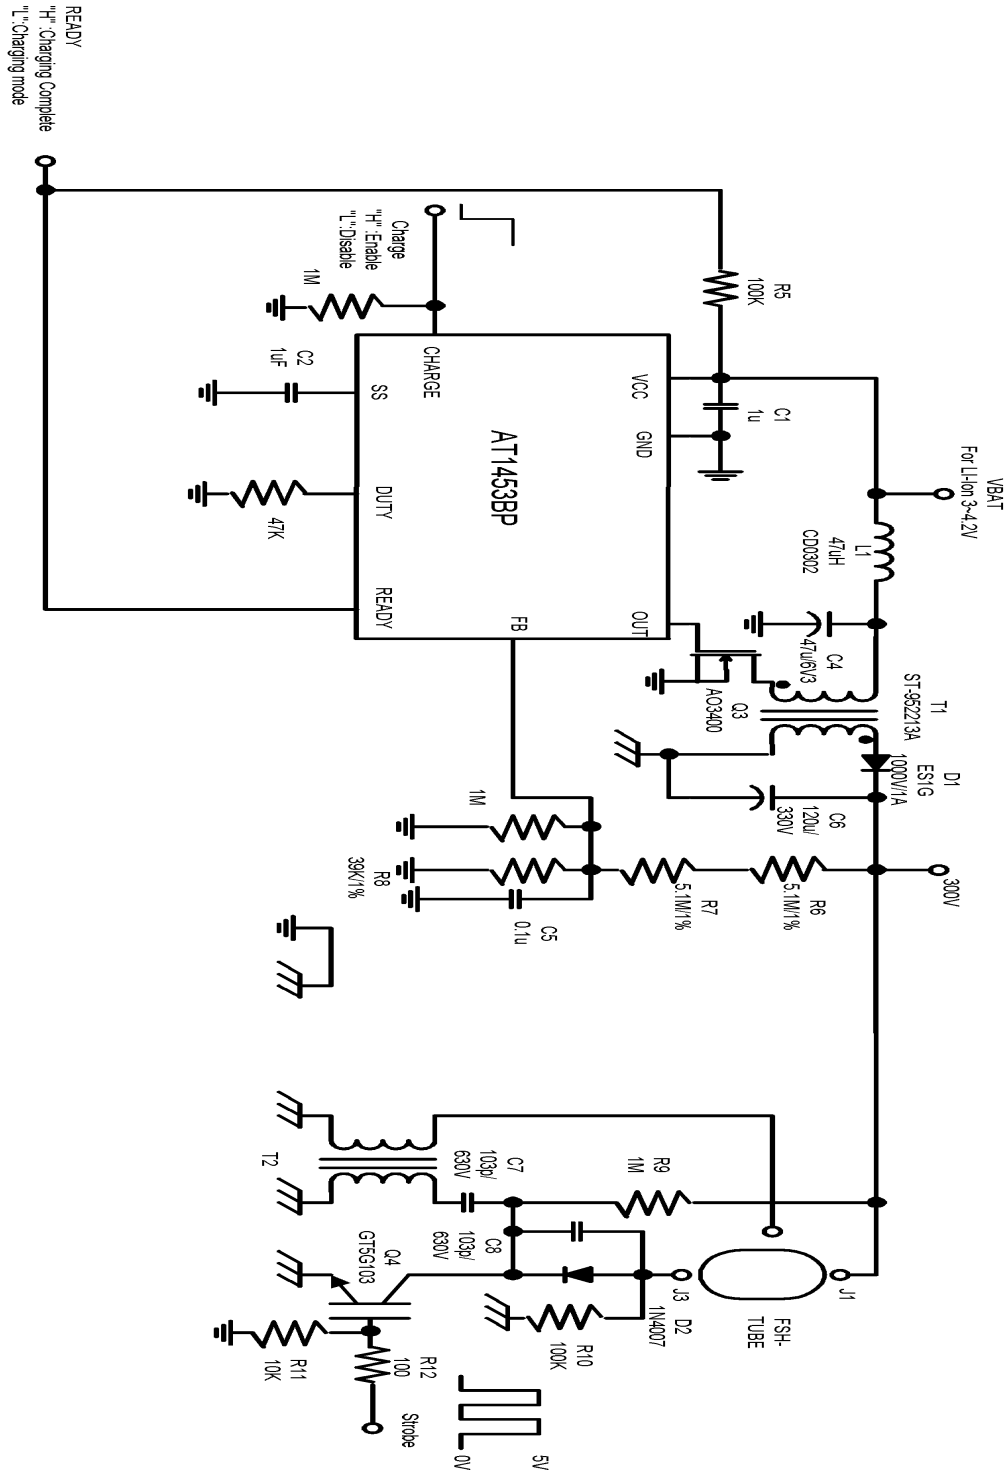 VBAT
For LI-Ion 3~4.2V
300V
T1
ST-952213A
D1
ES1G
1000V/1A
L1
47uH
CD0302
C4
47u/6V3
C6
120u/
330V
R5
100K
C1
1u
Q3
AO3400
R6
5.1M/1%
R7
5.1M/1%
J1
FSH-
TUBE
J3
D2
1N4007
R9
1M
VCC
GND
OUT
AT1453BP
FB
CHARGE
SS
DUTY
READY
Charge
"H" :Enable
"L":Disable
1M
C2
1uF
47K
1M
R8
39K/1%
C5
0.1u
C7
103p/
630V
C8
103p/
630V
R10
100K
T2
Q4
GT5G103
R11
10K
R12
100
Strobe
5V
0V
READY
"H" :Charging Complete
"L":Charging mode